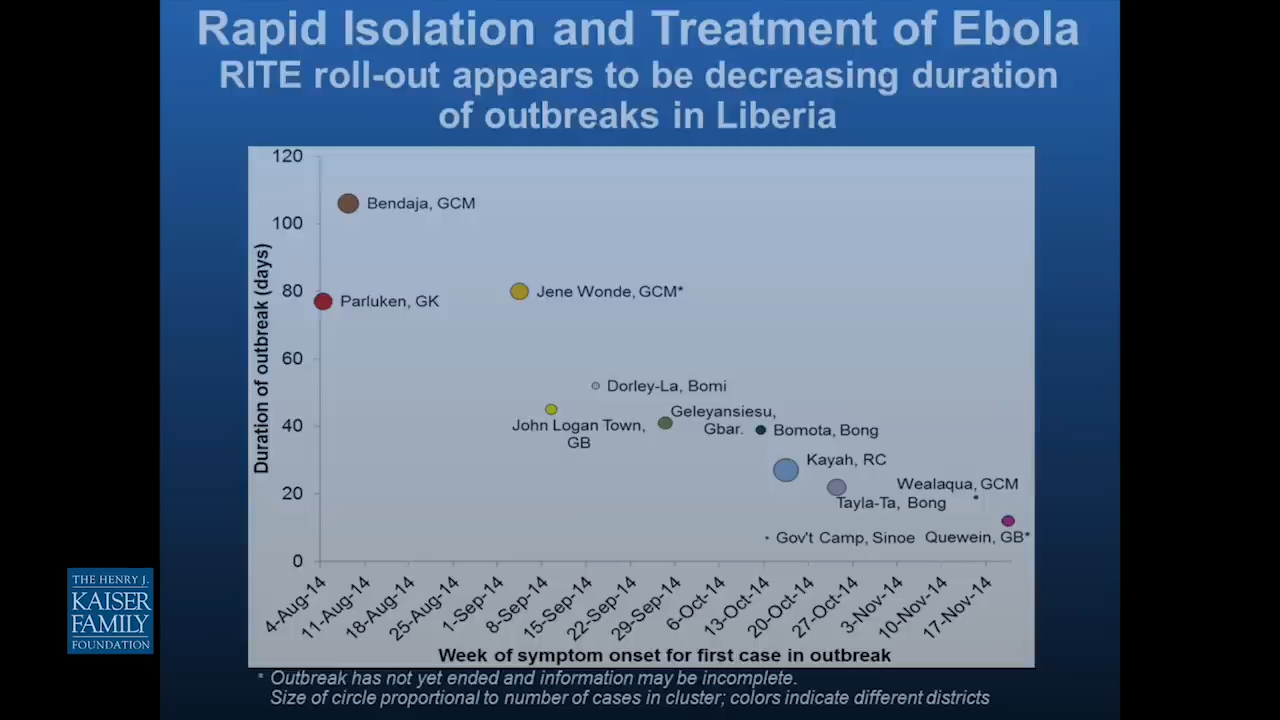 Rapid Isolation and Treatment of Ebola
RITE roll-out appears to be decreasing duration
of outbreaks in Liberia
120
100
80
60
40
20
0
Duration of outbreak (days)
Bendaja, GCM
Parluken, GK
Jene Wonde, GCM*
Dorley-La, Bomi
John Logan Town,
GB
Geleyansiesu,
Gbar.
Bomota, Bong
Kayah, RC
Wealaqua, GCM
Tayla-Ta, Bong
Gov't Camp, Sinoe
Quewein, GB*
4-Aug-14
11-Aug-14
18-Aug-14
25-Aug-14
1-Sep-14
8-Sep-14
15-Sep-14
22-Sep-14
29-Sep-14
6-Oct-14
13-Oct-14
20-Oct-14
27-Oct-14
3-Nov-14
10-Nov-14
17-Nov-14
Week of symptom onset for first case in outbreak
* Outbreak has not yet ended and information may be incomplete.
Size of circle proportional to number of cases in cluster; colors indicate different districts
THE HENRY J.
KAISER
FAMILY
FOUNDATION